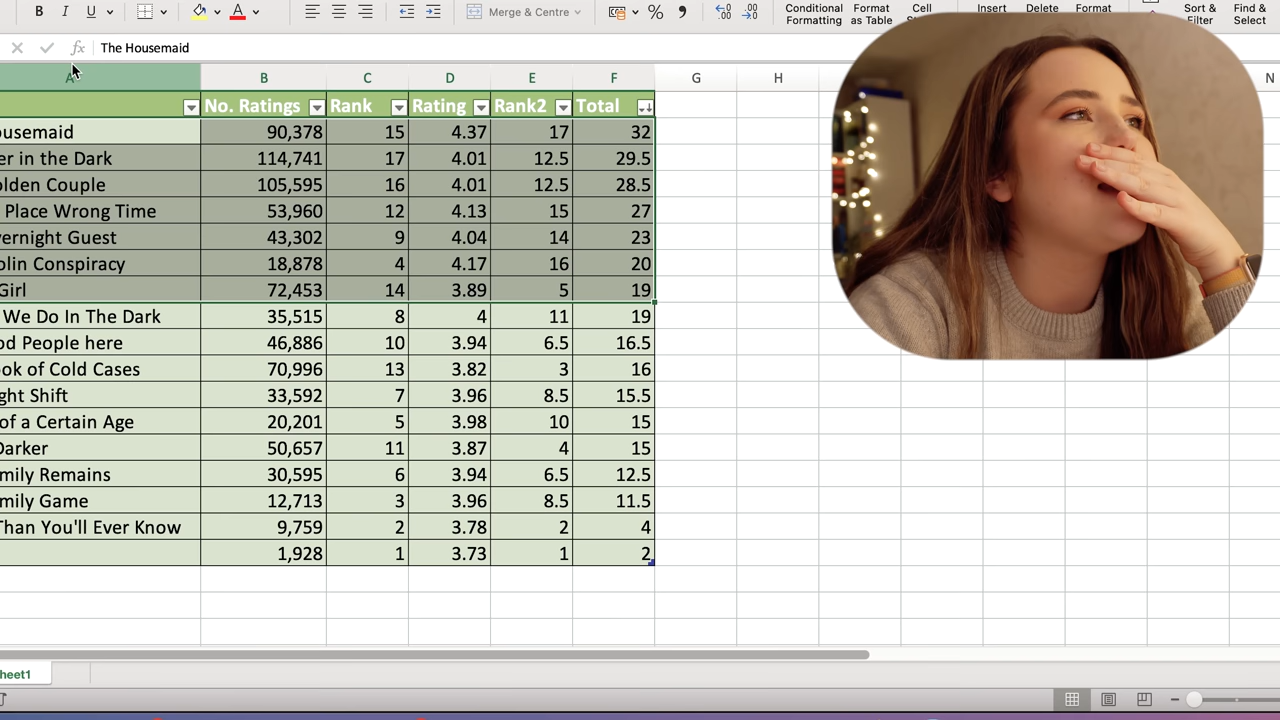 B I U Merge & Centre % Conditional Formatting Format as Table Cell Insert Delete Format Sort & Filter Find & Select
fx The Housemaid
A B C D E F G H N
No. Ratings Rank Rating Rank2 Total
ousemaid 90,378 15 4.37 17 32
er in the Dark 114,741 17 4.01 12.5 29.5
olden Couple 105,595 16 4.01 12.5 28.5
Place Wrong Time 53,960 12 4.13 15 27
vernight Guest 43,302 9 4.04 14 23
olin Conspiracy 18,878 4 4.17 16 20
Girl 72,453 14 3.89 5 19
We Do In The Dark 35,515 8 4 11 19
od People here 46,886 10 3.94 6.5 16.5
ook of Cold Cases 70,996 13 3.82 3 16
ght Shift 33,592 7 3.96 8.5 15.5
of a Certain Age 20,201 5 3.98 10 15
Darker 50,657 11 3.87 4 15
mily Remains 30,595 6 3.94 6.5 12.5
mily Game 12,713 3 3.96 8.5 11.5
Than You'll Ever Know 9,759 2 3.78 2 4
1,928 1 3.73 1 2
heet1